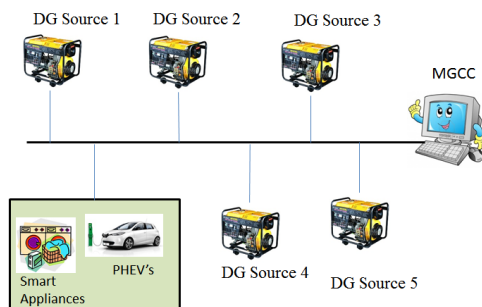 DG Source 1
DG Source 2
DG Source 3
MGCC
Smart
Appliances
PHEV's
DG Source 4
DG Source 5